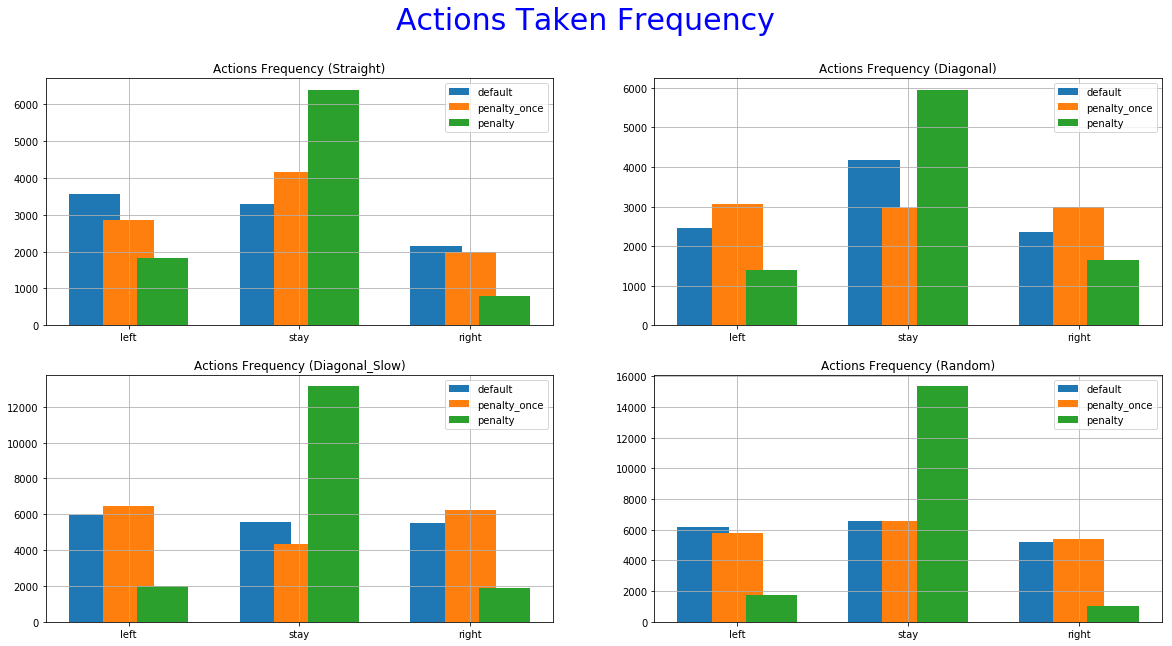 Actions Taken Frequency
Actions Frequency (Straight)
6000
5000
4000
3000
2000
1000
0
left
stay
right
default
penalty_once
penalty
Actions Frequency (Diagonal)
6000
5000
4000
3000
2000
1000
0
left
stay
right
default
penalty_once
penalty
Actions Frequency (Diagonal_Slow)
12000
10000
8000
6000
4000
2000
0
left
stay
right
default
penalty_once
penalty
Actions Frequency (Random)
16000
14000
12000
10000
8000
6000
4000
2000
0
left
stay
right
default
penalty_once
penalty